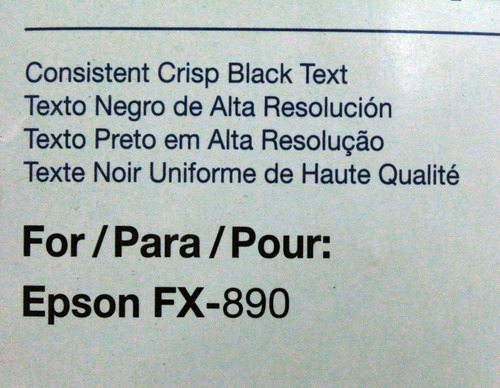 Consistent Crisp Black Text
Texto Negro de Alta Resolución
Texto Preto em Alta Resolução
Texte Noir Uniforme de Haute Qualité
For / Para / Pour:
Epson FX-890